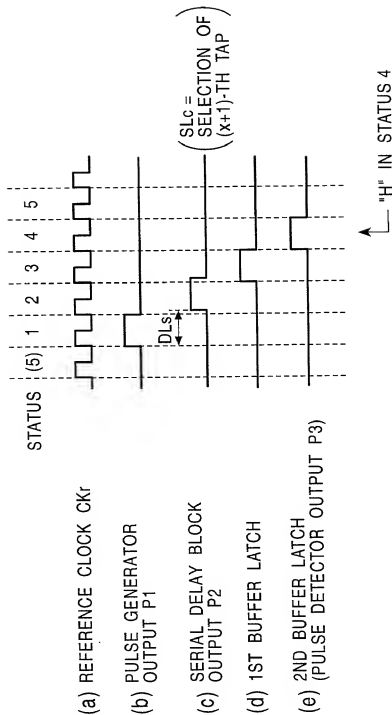 STATUS (5) 1 2 3 4 5
(a) REFERENCE CLOCK CKr
(b) PULSE GENERATOR
OUTPUT P1
DLs
(c) SERIAL DELAY BLOCK
OUTPUT P2
(SLc =
SELECTION OF
(x+1)-TH TAP)
(d) 1ST BUFFER LATCH
(e) 2ND BUFFER LATCH
(PULSE DETECTOR OUTPUT P3)
"H" IN STATUS 4